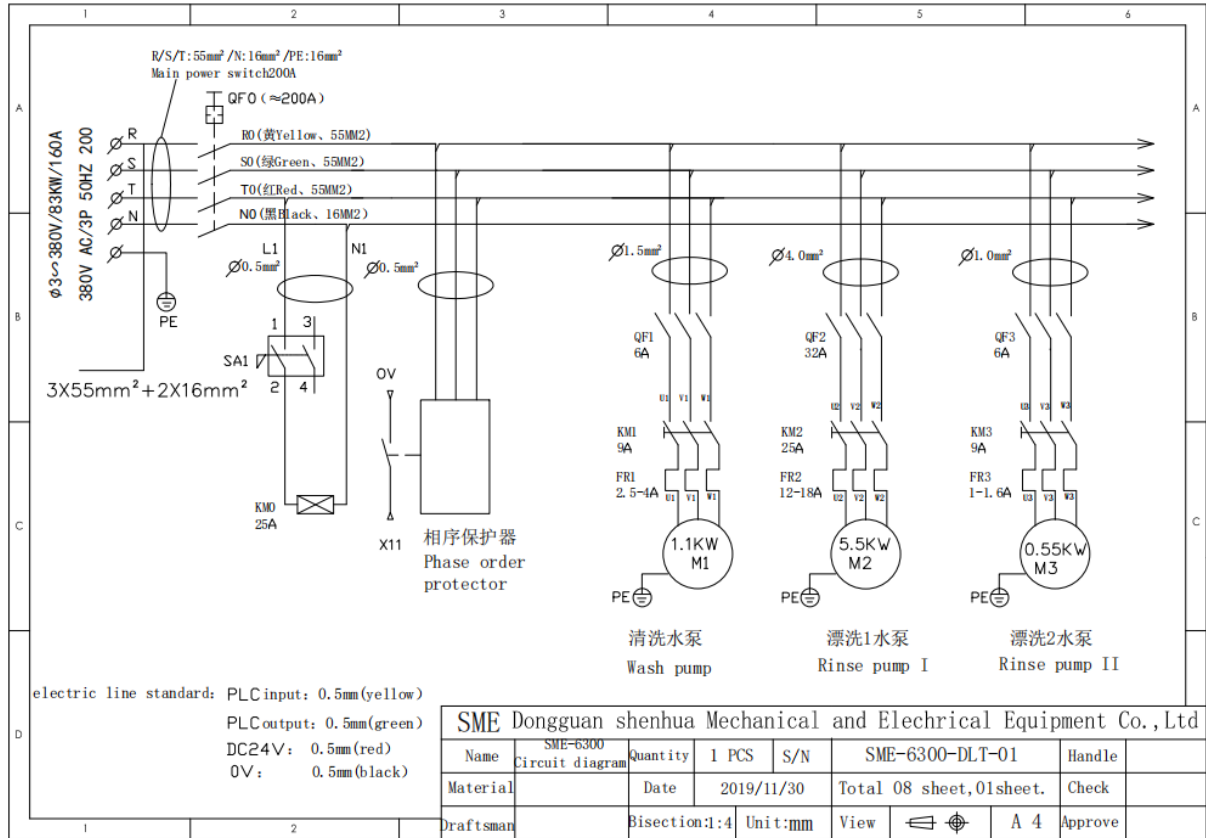 1 2 3 4 5 6
R/S/T:55mm²/N:16mm²/PE:16mm²
Main power switch200A
QF0(≈200A)
A
A
φ3∽380V/83KW/160A
380V AC/3P 50HZ 200
R
R0(黄Yellow、55MM2)
S
S0(绿Green、55MM2)
T
T0(红Red、55MM2)
N
N0(黑Black、16MM2)
L1
N1
Ø0.5mm²
Ø0.5mm²
Ø1.5mm²
Ø4.0mm²
Ø1.0mm²
PE
B
B
1 3
SA1
2 4
QF1
6A
QF2
32A
QF3
6A
3X55mm²+2X16mm²
0V
U1 V1 W1
U2 V2 W2
U3 V3 W3
KM1
9A
KM2
25A
KM3
9A
FR1
2.5-4A
FR2
12-18A
FR3
1-1.6A
U1 V1 W1
U2 V2 W2
U3 V3 W3
KM0
25A
C
C
X11
相序保护器
Phase order
protector
1.1KW
M1
5.5KW
M2
0.55KW
M3
PE
PE
PE
清洗水泵
Wash pump
漂洗1水泵
Rinse pump I
漂洗2水泵
Rinse pump II
D
electric line standard: PLC input: 0.5mm(yellow)
PLC output: 0.5mm(green)
DC24V: 0.5mm(red)
0V: 0.5mm(black)
SME Dongguan shenhua Mechanical and Elechrical Equipment Co.,Ltd
Name SME-6300 Circuit diagram Quantity 1 PCS S/N SME-6300-DLT-01 Handle
Material Date 2019/11/30 Total 08 sheet,01sheet. Check
Draftsman Bisection:1:4 Unit:mm View A 4 Approve
1 2